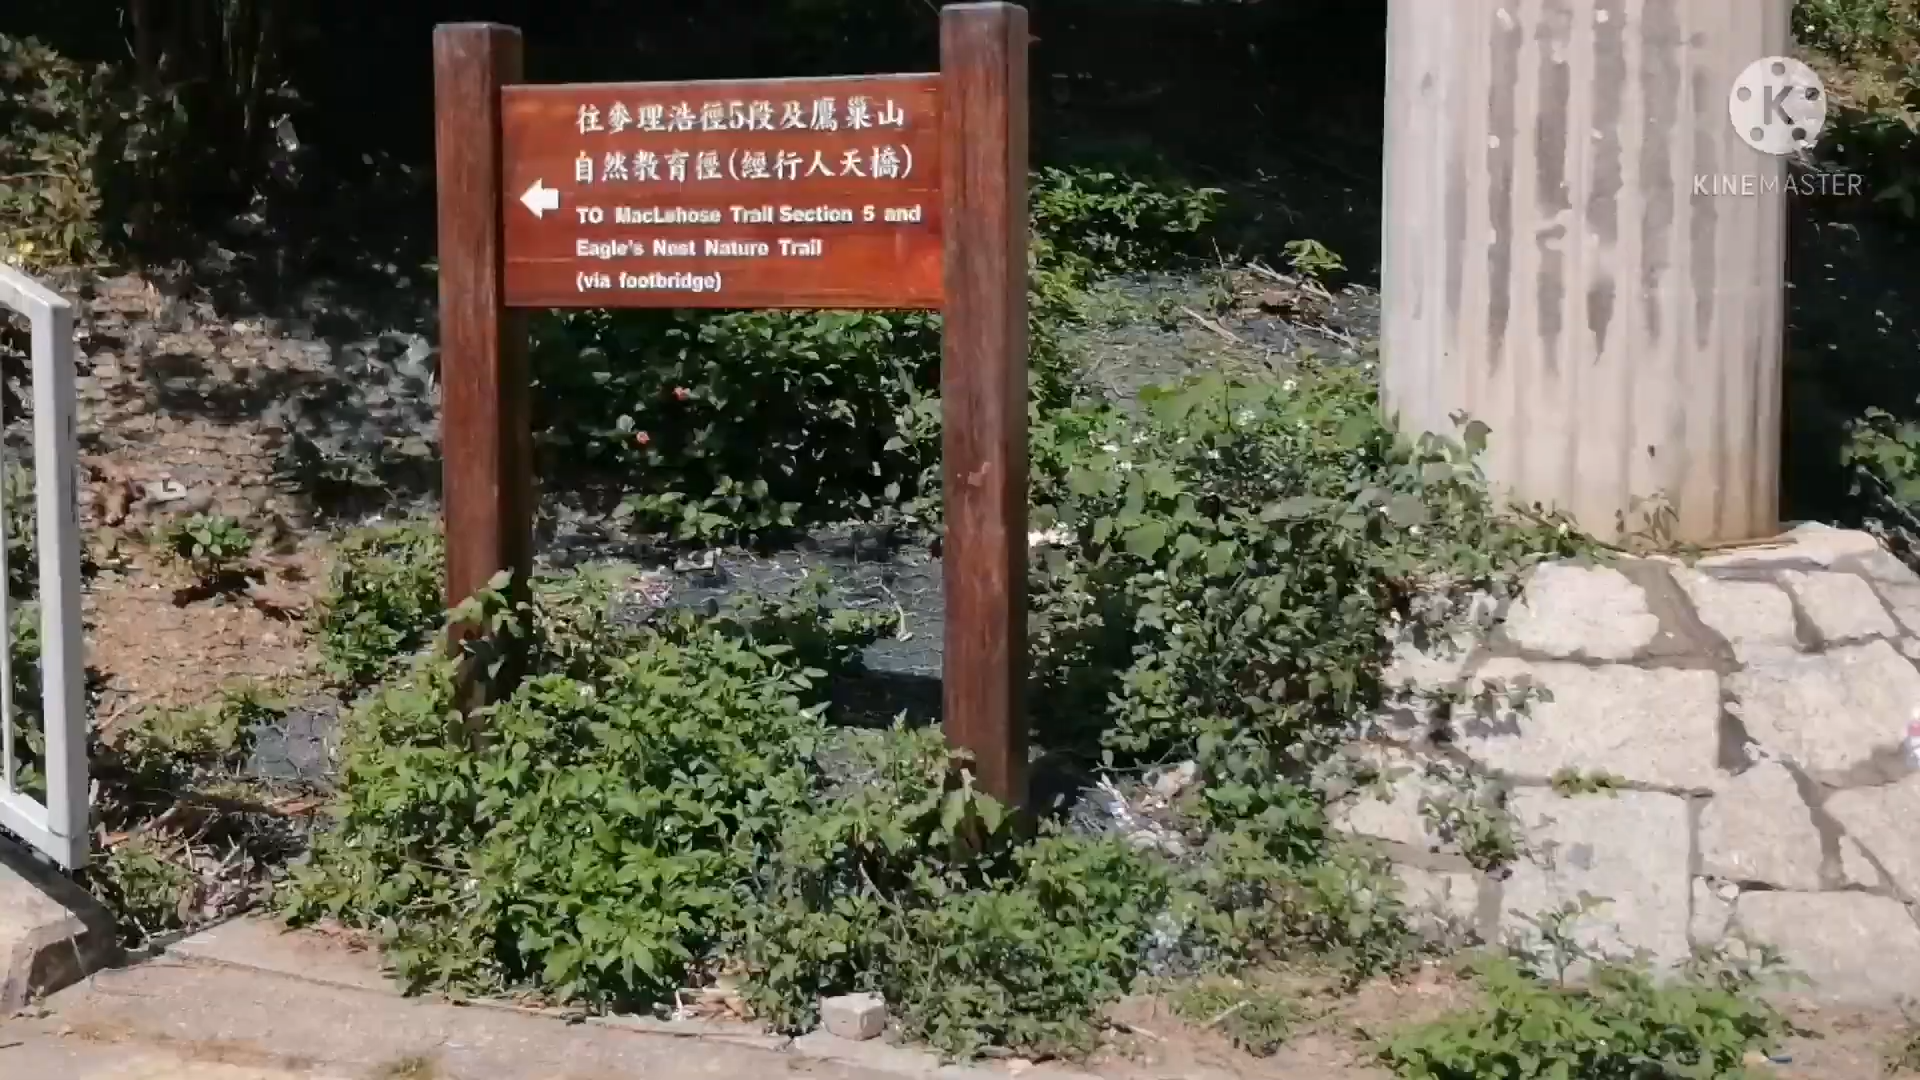 往麥理浩徑5段及鷹巢山
自然教育徑(經行人天橋)
TO MacLehose Trail Section 5 and
Eagle's Nest Nature Trail
(via footbridge)
K
KINEMASTER